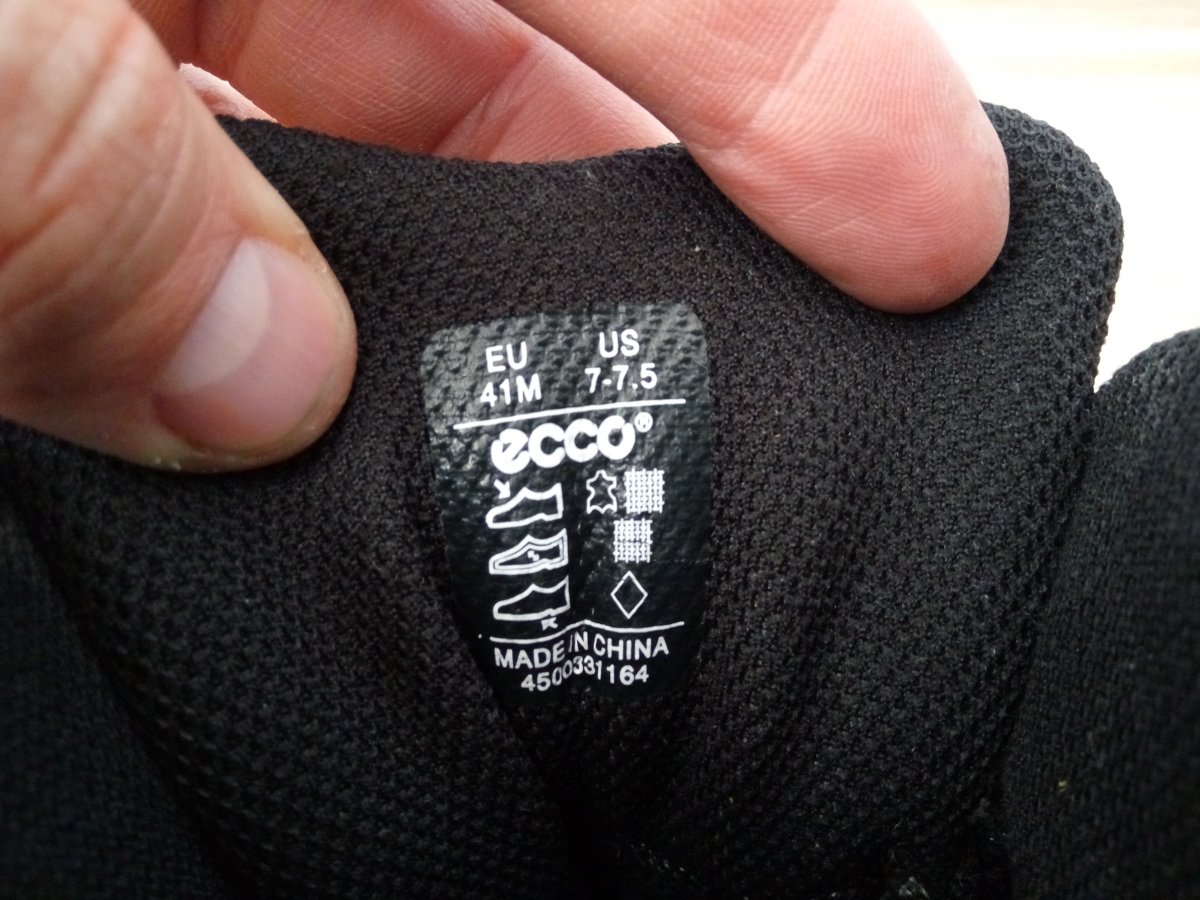 EU US
41M 7-7.5
ecco®
MADE IN CHINA
4500331164